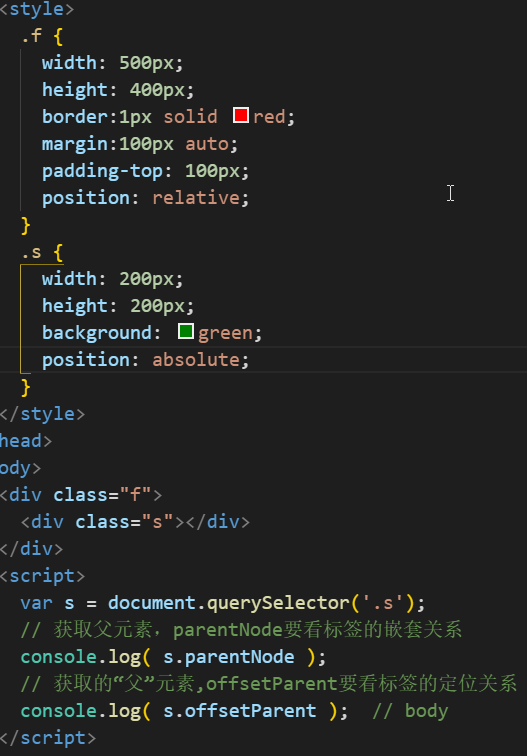 <style>
.f {
width: 500px;
height: 400px;
border:1px solid red;
margin:100px auto;
padding-top: 100px;
position: relative;
}
.s {
width: 200px;
height: 200px;
background: green;
position: absolute;
}
</style>
head>
ody>
<div class="f">
<div class="s"></div>
</div>
<script>
var s = document.querySelector('.s');
// 获取父元素，parentNode要看标签的嵌套关系
console.log( s.parentNode );
// 获取的“父”元素,offsetParent要看标签的定位关系
console.log( s.offsetParent );  // body
</script>